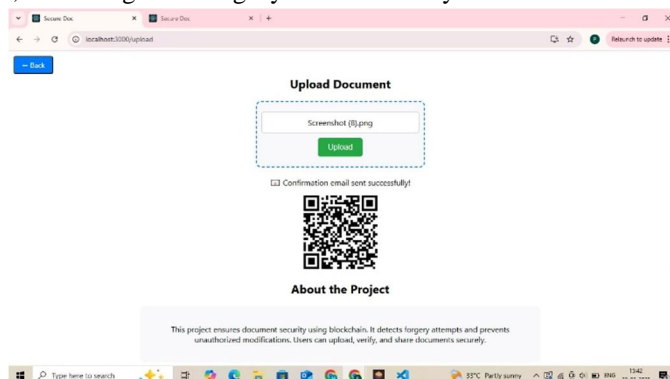 Secure Doc
Secure Doc
localhost:3000/upload
Relaunch to update
← Back
Upload Document
Screenshot (8).png
Upload
Confirmation email sent successfully!
About the Project
This project ensures document security using blockchain. It detects forgery attempts and prevents
unauthorized modifications. Users can upload, verify, and share documents securely.
Type here to search
33°C Partly sunny
ENG
15:42